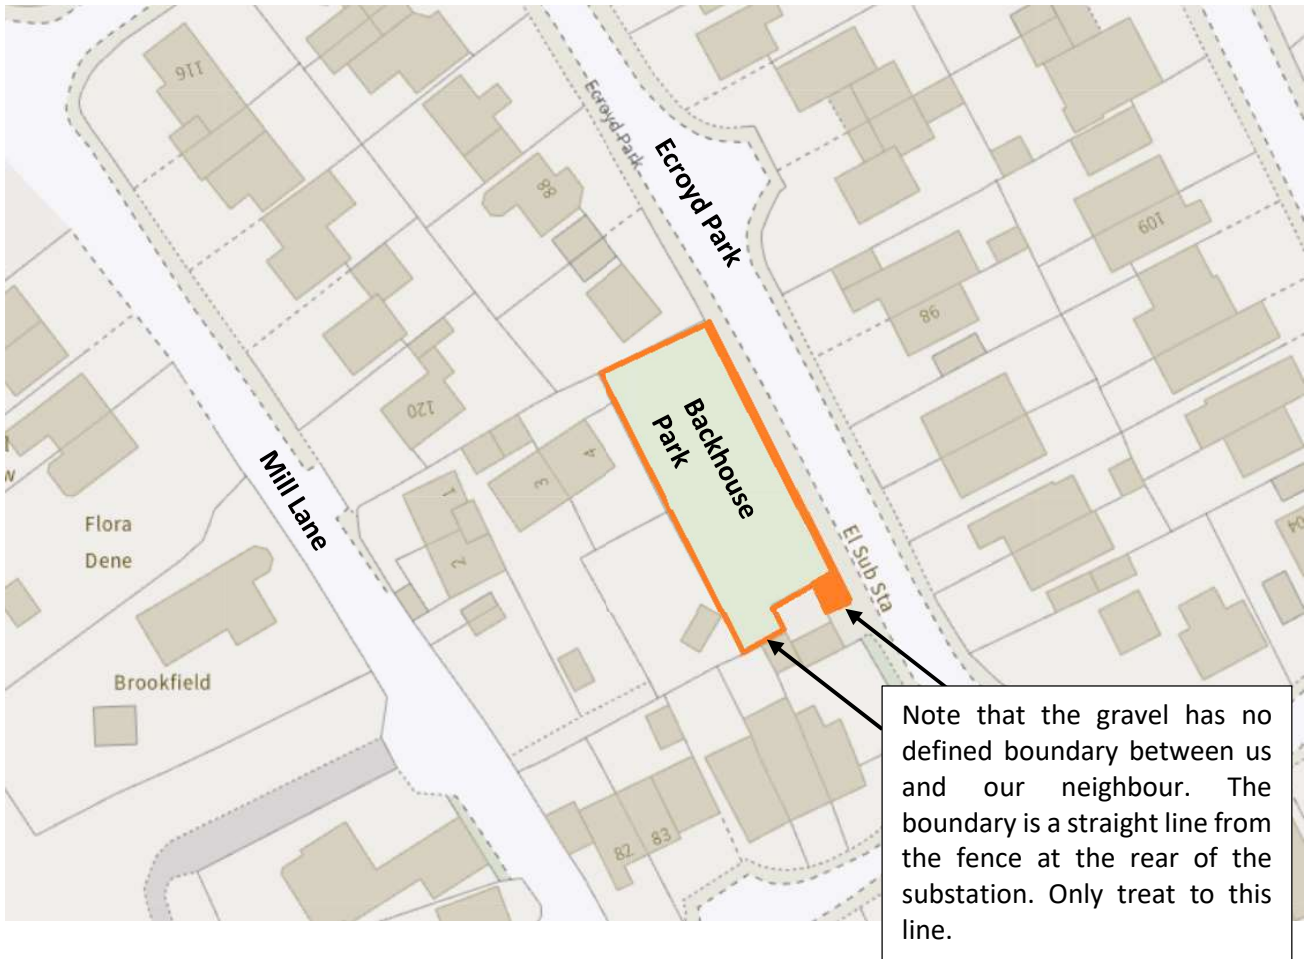 116
Ecroyd Park
Ecroyd Park
88
109
98
120
Backhouse
Park
4
3
1
2
Mill Lane
Flora
Dene
El Sub Sta
04
Brookfield
82
83
Note that the gravel has no
defined boundary between us
and our neighbour. The
boundary is a straight line from
the fence at the rear of the
substation. Only treat to this
line.